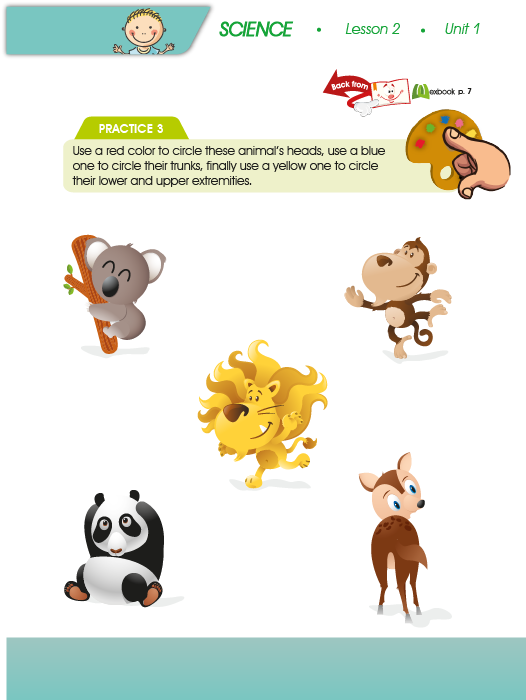 SCIENCE • Lesson 2 • Unit 1
Back from
exbook p. 7
PRACTICE 3
Use a red color to circle these animal's heads, use a blue
one to circle their trunks, finally use a yellow one to circle
their lower and upper extremities.